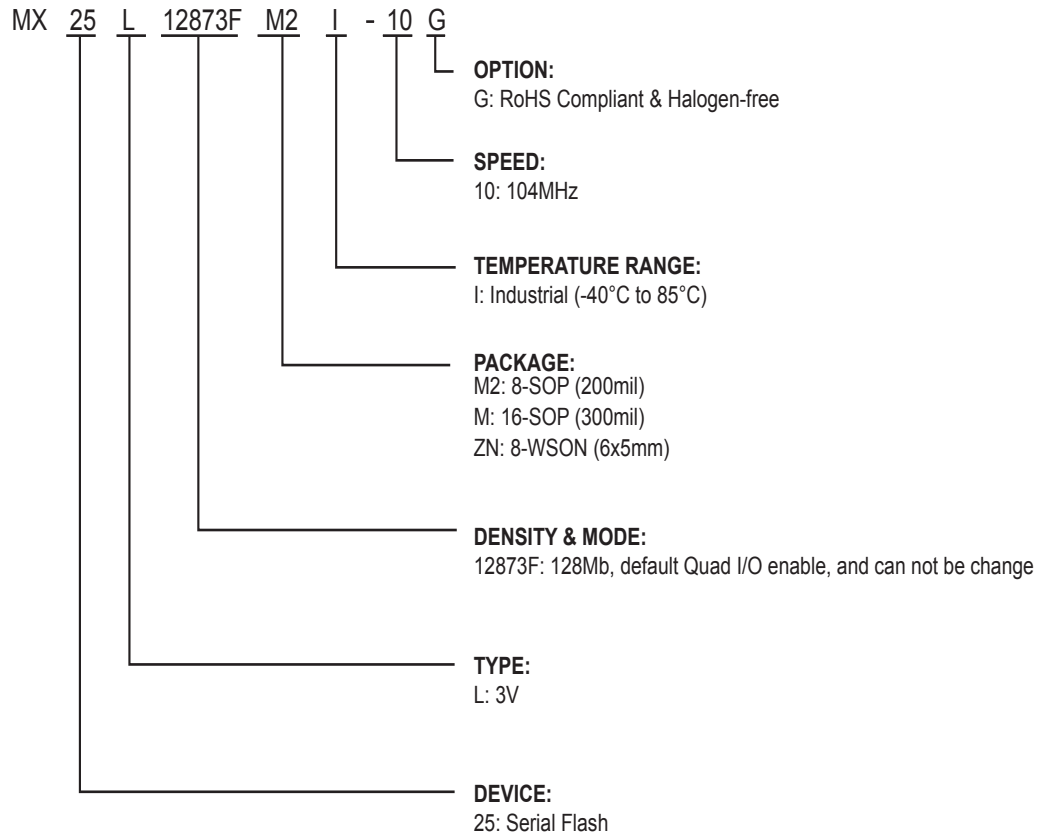 MX 25 L 12873F M2 I - 10 G
OPTION:
G: RoHS Compliant & Halogen-free
SPEED:
10: 104MHz
TEMPERATURE RANGE:
I: Industrial (-40°C to 85°C)
PACKAGE:
M2: 8-SOP (200mil)
M: 16-SOP (300mil)
ZN: 8-WSON (6x5mm)
DENSITY & MODE:
12873F: 128Mb, default Quad I/O enable, and can not be change
TYPE:
L: 3V
DEVICE:
25: Serial Flash